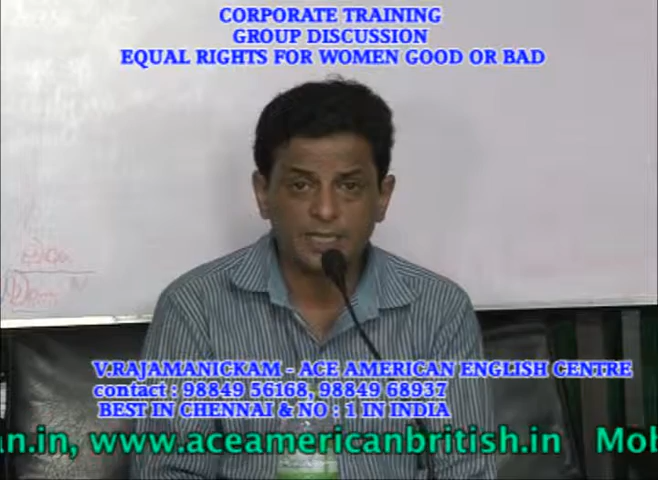 CORPORATE TRAINING
GROUP DISCUSSION
EQUAL RIGHTS FOR WOMEN GOOD OR BAD
V.RAJAMANICKAM - ACE AMERICAN ENGLISH CENTRE
contact : 98849 56168, 98849 68937
BEST IN CHENNAI & NO : 1 IN INDIA
an.in, www.aceamericanbritish.in Mob